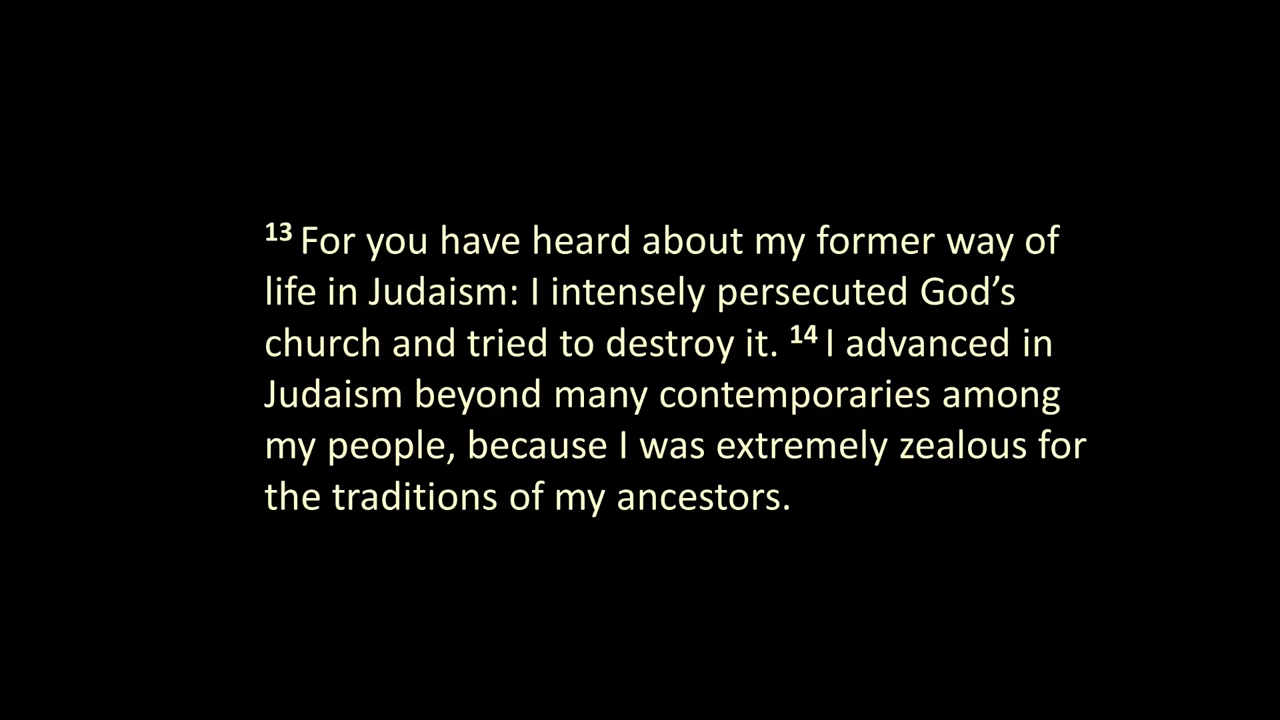 13 For you have heard about my former way of
life in Judaism: I intensely persecuted God’s
church and tried to destroy it. 14 I advanced in
Judaism beyond many contemporaries among
my people, because I was extremely zealous for
the traditions of my ancestors.